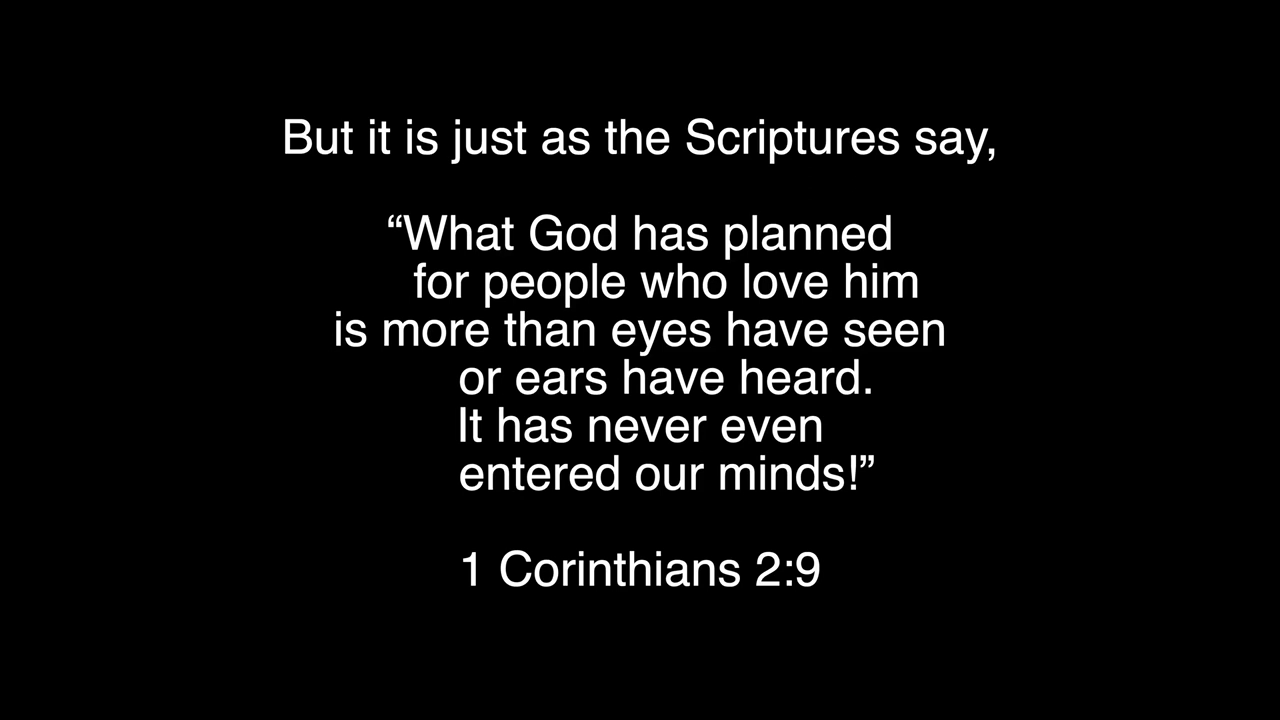 But it is just as the Scriptures say,
“What God has planned
for people who love him
is more than eyes have seen
or ears have heard.
It has never even
entered our minds!”
1 Corinthians 2:9